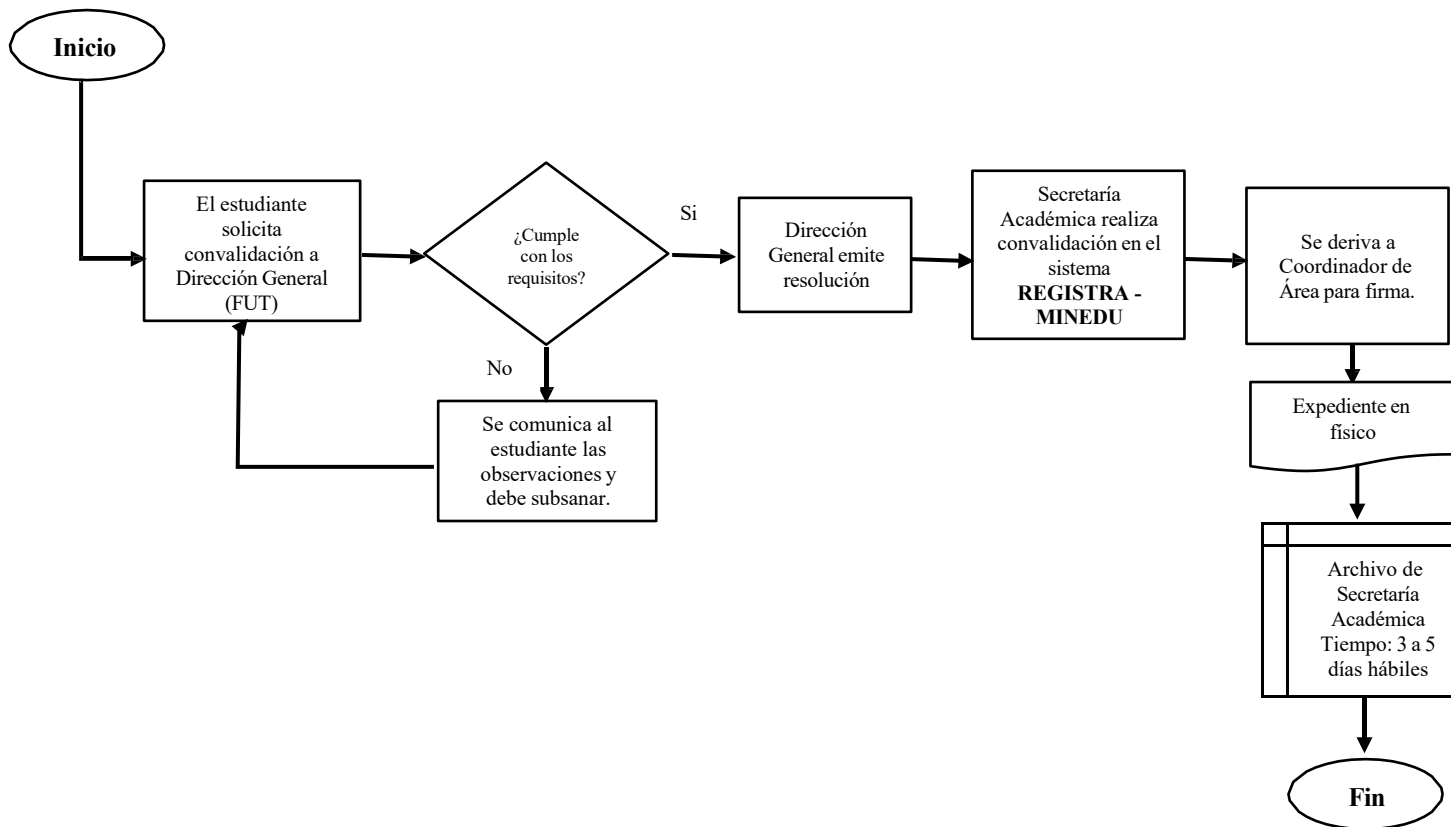 Inicio
El estudiante
solicita
convalidación a
Dirección General
(FUT)
¿Cumple
con los
requisitos?
Si
No
Se comunica al
estudiante las
observaciones y
debe subsanar.
Dirección
General emite
resolución
Secretaría
Académica realiza
convalidación en el
sistema
REGISTRA -
MINEDU
Se deriva a
Coordinador de
Área para firma.
Expediente en
físico
Archivo de
Secretaría
Académica
Tiempo: 3 a 5
días hábiles
Fin